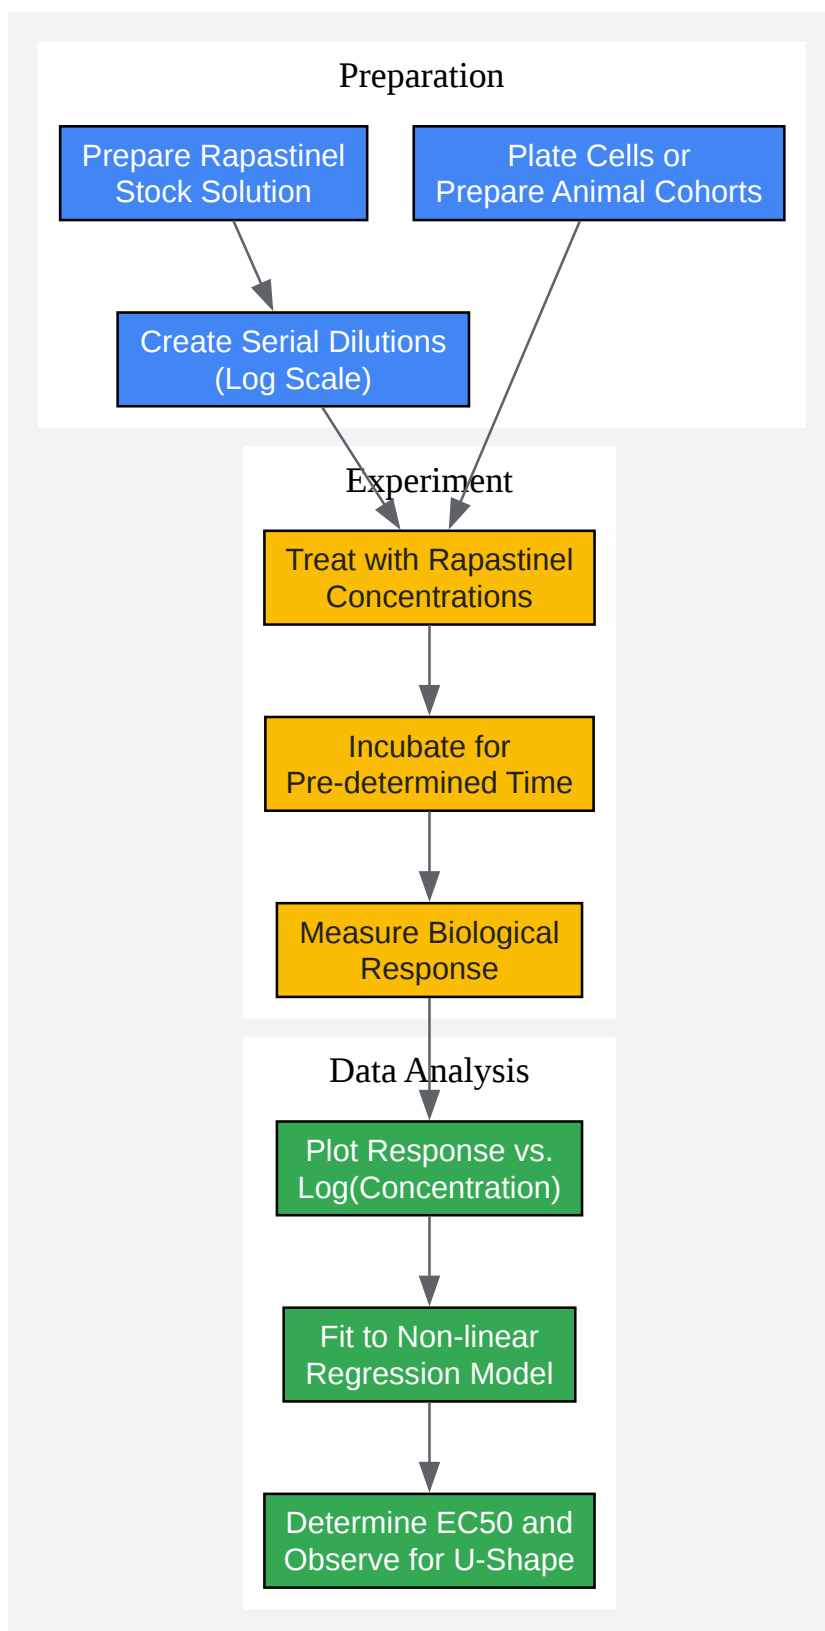 Preparation
Prepare Rapastinel
Stock Solution
Plate Cells or
Prepare Animal Cohorts
Create Serial Dilutions
(Log Scale)
Experiment
Treat with Rapastinel
Concentrations
Incubate for
Pre-determined Time
Measure Biological
Response
Data Analysis
Plot Response vs.
Log(Concentration)
Fit to Non-linear
Regression Model
Determine EC50 and
Observe for U-Shape